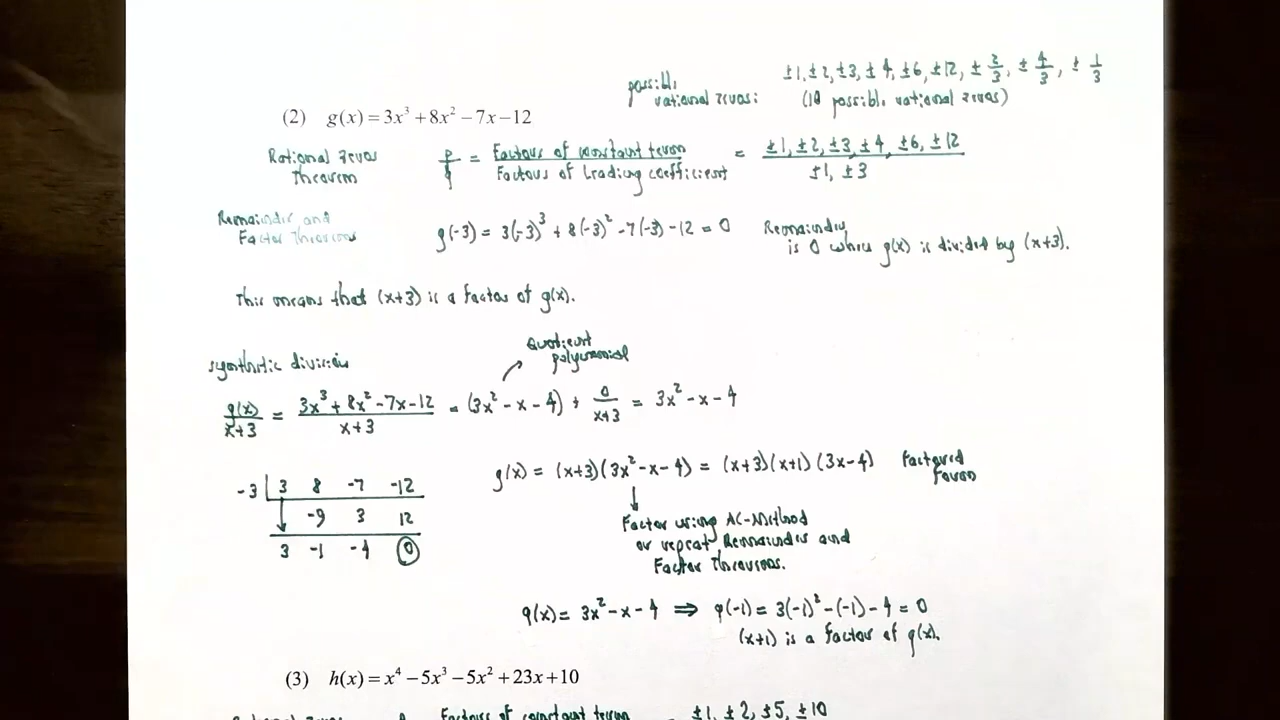 possible
rational zeros:
±1, ±2, ±3, ±4, ±6, ±12, ± 2/3, ± 4/3, ± 1/3
(18 possible rational zeros)
(2) g(x) = 3x³ + 8x² − 7x − 12
Rational zeros
Theorem
p/q = Factors of constant term / Factors of leading coefficient = ±1, ±2, ±3, ±4, ±6, ±12 / ±1, ±3
Remainder and
Factor Theorems
g(-3) = 3(-3)³ + 8(-3)² - 7(-3) - 12 = 0
Remainder
is 0 when g(x) is divided by (x+3).
This means that (x+3) is a factor of g(x).
Quotient
polynomial
synthetic division
g(x)/x+3 = 3x³ + 8x² - 7x - 12 / x+3 = (3x² - x - 4) + 0/x+3 = 3x² - x - 4
g(x) = (x+3)(3x² - x - 4) = (x+3)(x+1)(3x-4)
Factored
Form
-3 | 3 8 -7 -12
-9 3 12
3 -1 -4 0
Factor using AC-Method
or repeat Remainder and
Factor Theorems.
q(x) = 3x² - x - 4 ⟹ q(-1) = 3(-1)² - (-1) - 4 = 0
(x+1) is a factor of g(x).
(3) h(x) = x⁴ − 5x³ − 5x² + 23x + 10
Factors of constant term
±1, ±2, ±5, ±10